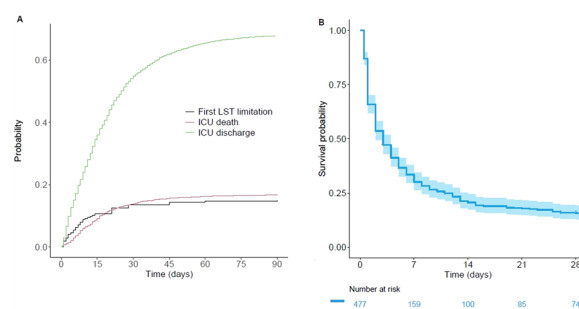 A
Probability
0.6
0.4
0.2
0.0
First LST limitation
ICU death
ICU discharge
0 15 30 45 60 75 90
Time (days)
B
Survival probability
1.00
0.75
0.50
0.25
0.00
0 7 14 21 28
Time (days)
Number at risk
477 159 100 85 74